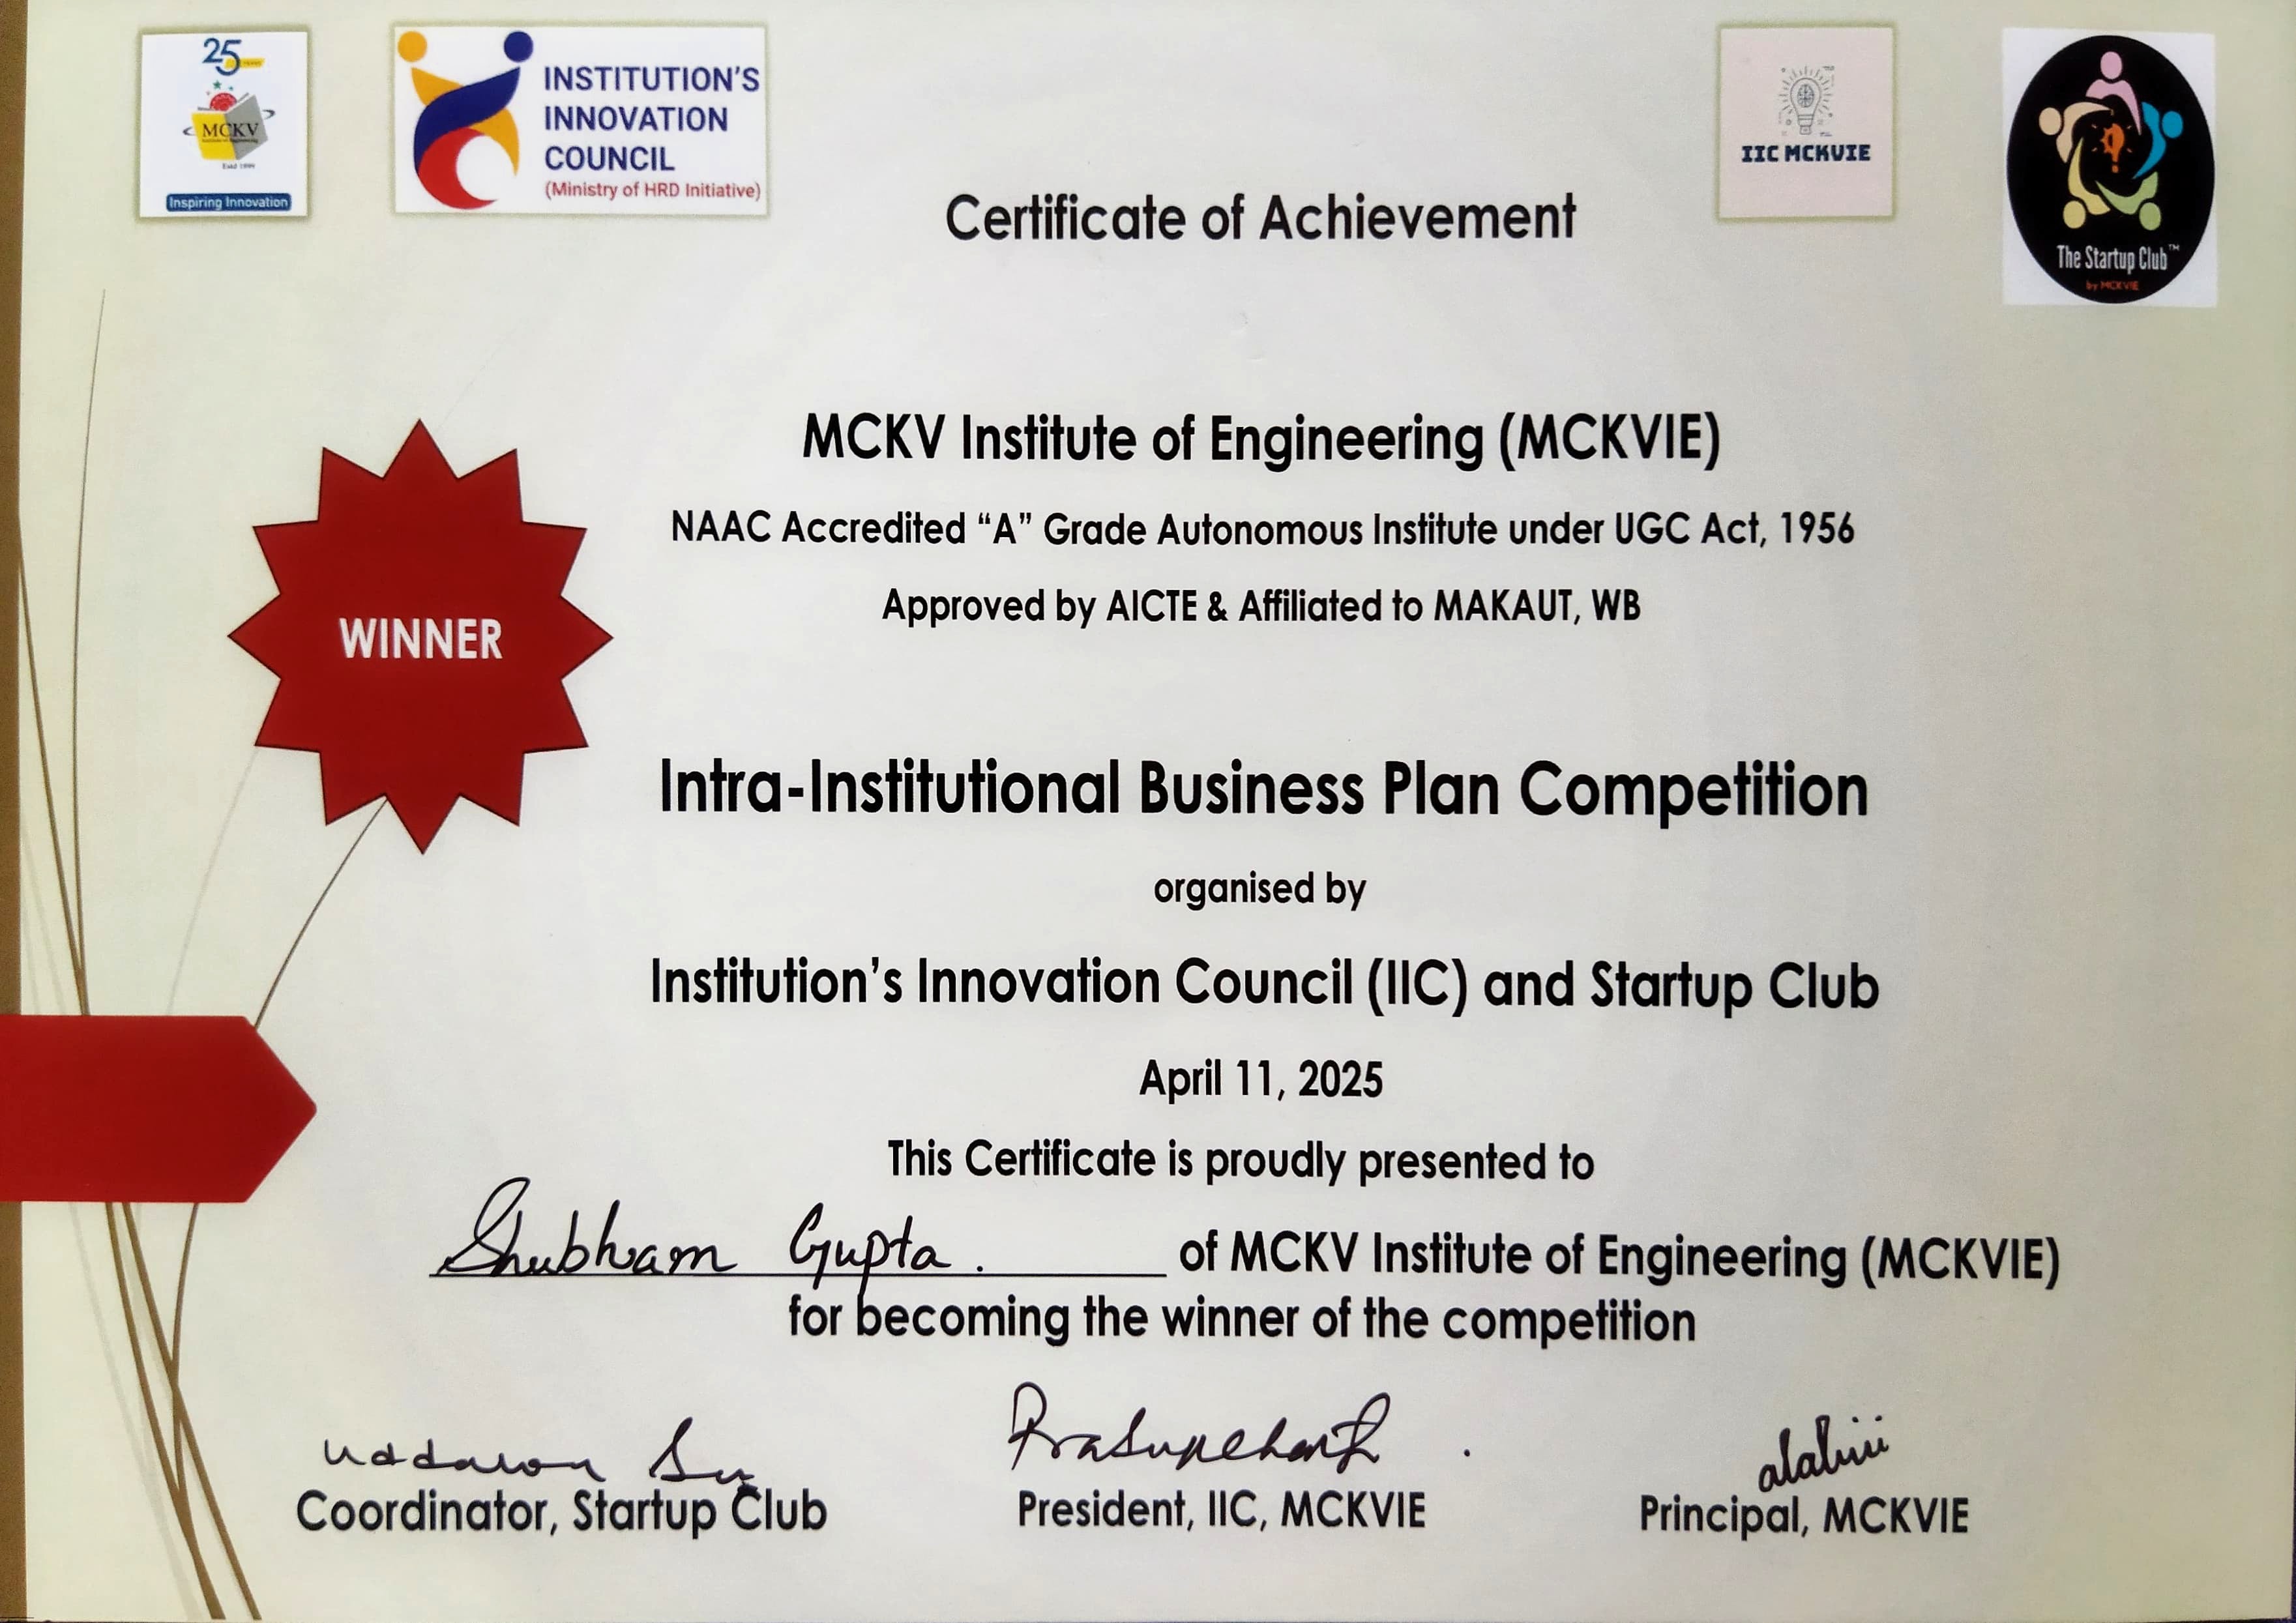 25 YEARS
MCKV
Institute of Engineering
Estd 1999
Inspiring Innovation
INSTITUTION'S
INNOVATION
COUNCIL
(Ministry of HRD Initiative)
IIC MCKVIE
The Startup Club™
by MCKVIE
Certificate of Achievement
MCKV Institute of Engineering (MCKVIE)
NAAC Accredited “A” Grade Autonomous Institute under UGC Act, 1956
Approved by AICTE & Affiliated to MAKAUT, WB
WINNER
Intra-Institutional Business Plan Competition
organised by
Institution’s Innovation Council (IIC) and Startup Club
April 11, 2025
This Certificate is proudly presented to
Shubham Gupta. of MCKV Institute of Engineering (MCKVIE)
for becoming the winner of the competition
Coordinator, Startup Club
President, IIC, MCKVIE
Principal, MCKVIE